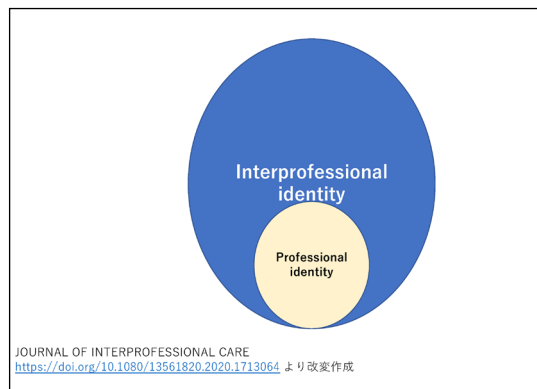 Interprofessional
identity
Professional
identity
JOURNAL OF INTERPROFESSIONAL CARE
https://doi.org/10.1080/13561820.2020.1713064 より改変作成